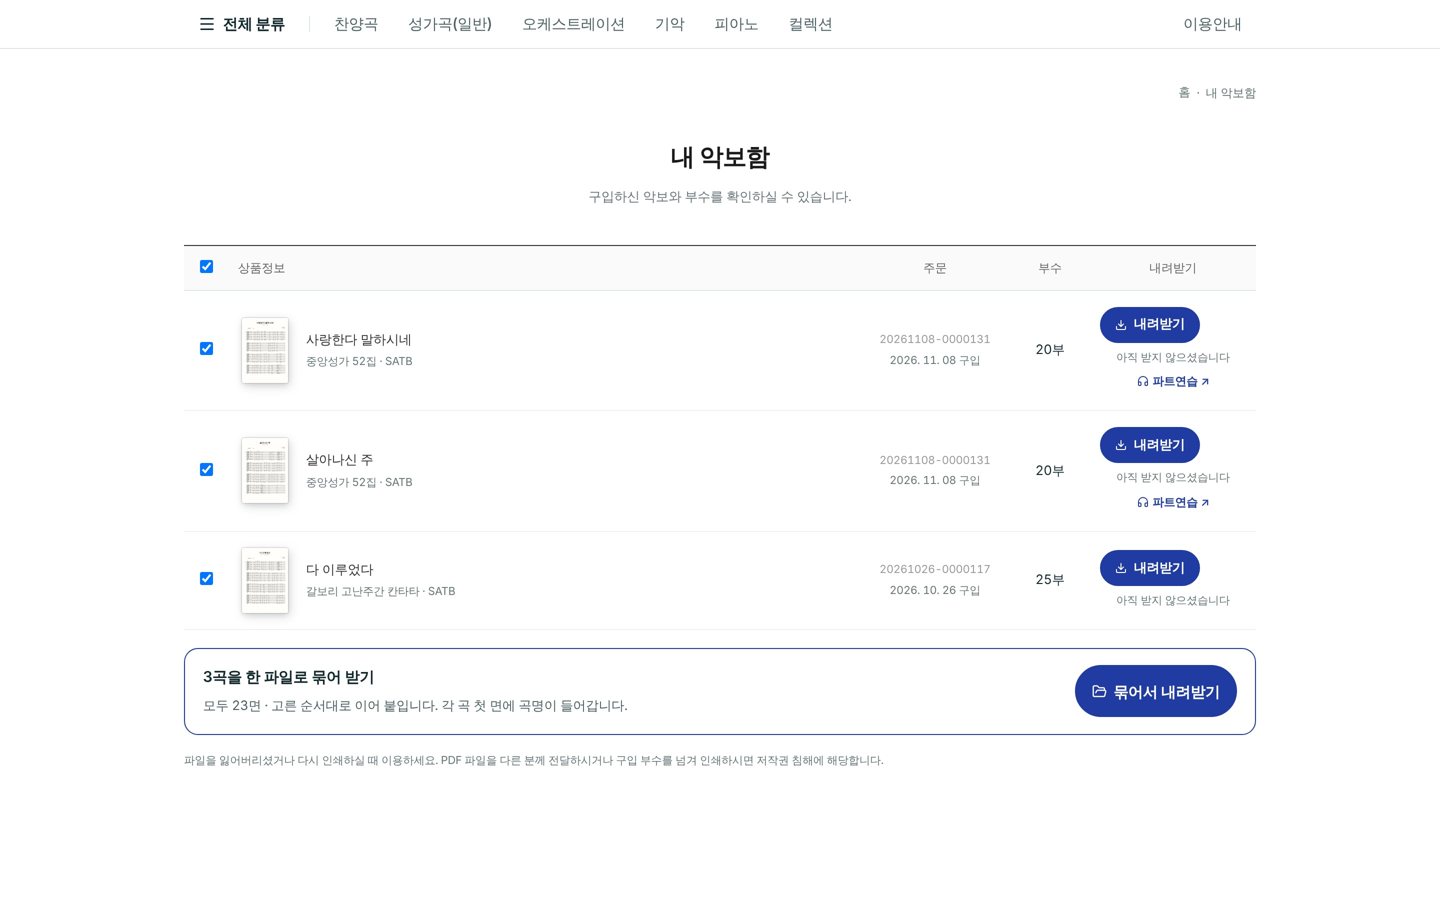 전체 분류 찬양곡 성가곡(일반) 오케스트레이션 기악 피아노 컬렉션 이용안내
홈 · 내 악보함
내 악보함
구입하신 악보와 부수를 확인하실 수 있습니다.
상품정보 주문 부수 내려받기
사랑한다 말하시네
중앙성가 52집 · SATB
20261108-0000131
2026. 11. 08 구입
20부
내려받기
아직 받지 않으셨습니다
파트연습
살아나신 주
중앙성가 52집 · SATB
20261108-0000131
2026. 11. 08 구입
20부
내려받기
아직 받지 않으셨습니다
파트연습
다 이루었다
갈보리 고난주간 칸타타 · SATB
20261026-0000117
2026. 10. 26 구입
25부
내려받기
아직 받지 않으셨습니다
3곡을 한 파일로 묶어 받기
모두 23면 · 고른 순서대로 이어 붙입니다. 각 곡 첫 면에 곡명이 들어갑니다.
묶어서 내려받기
파일을 잃어버리셨거나 다시 인쇄하실 때 이용하세요. PDF 파일을 다른 분께 전달하시거나 구입 부수를 넘겨 인쇄하시면 저작권 침해에 해당합니다.